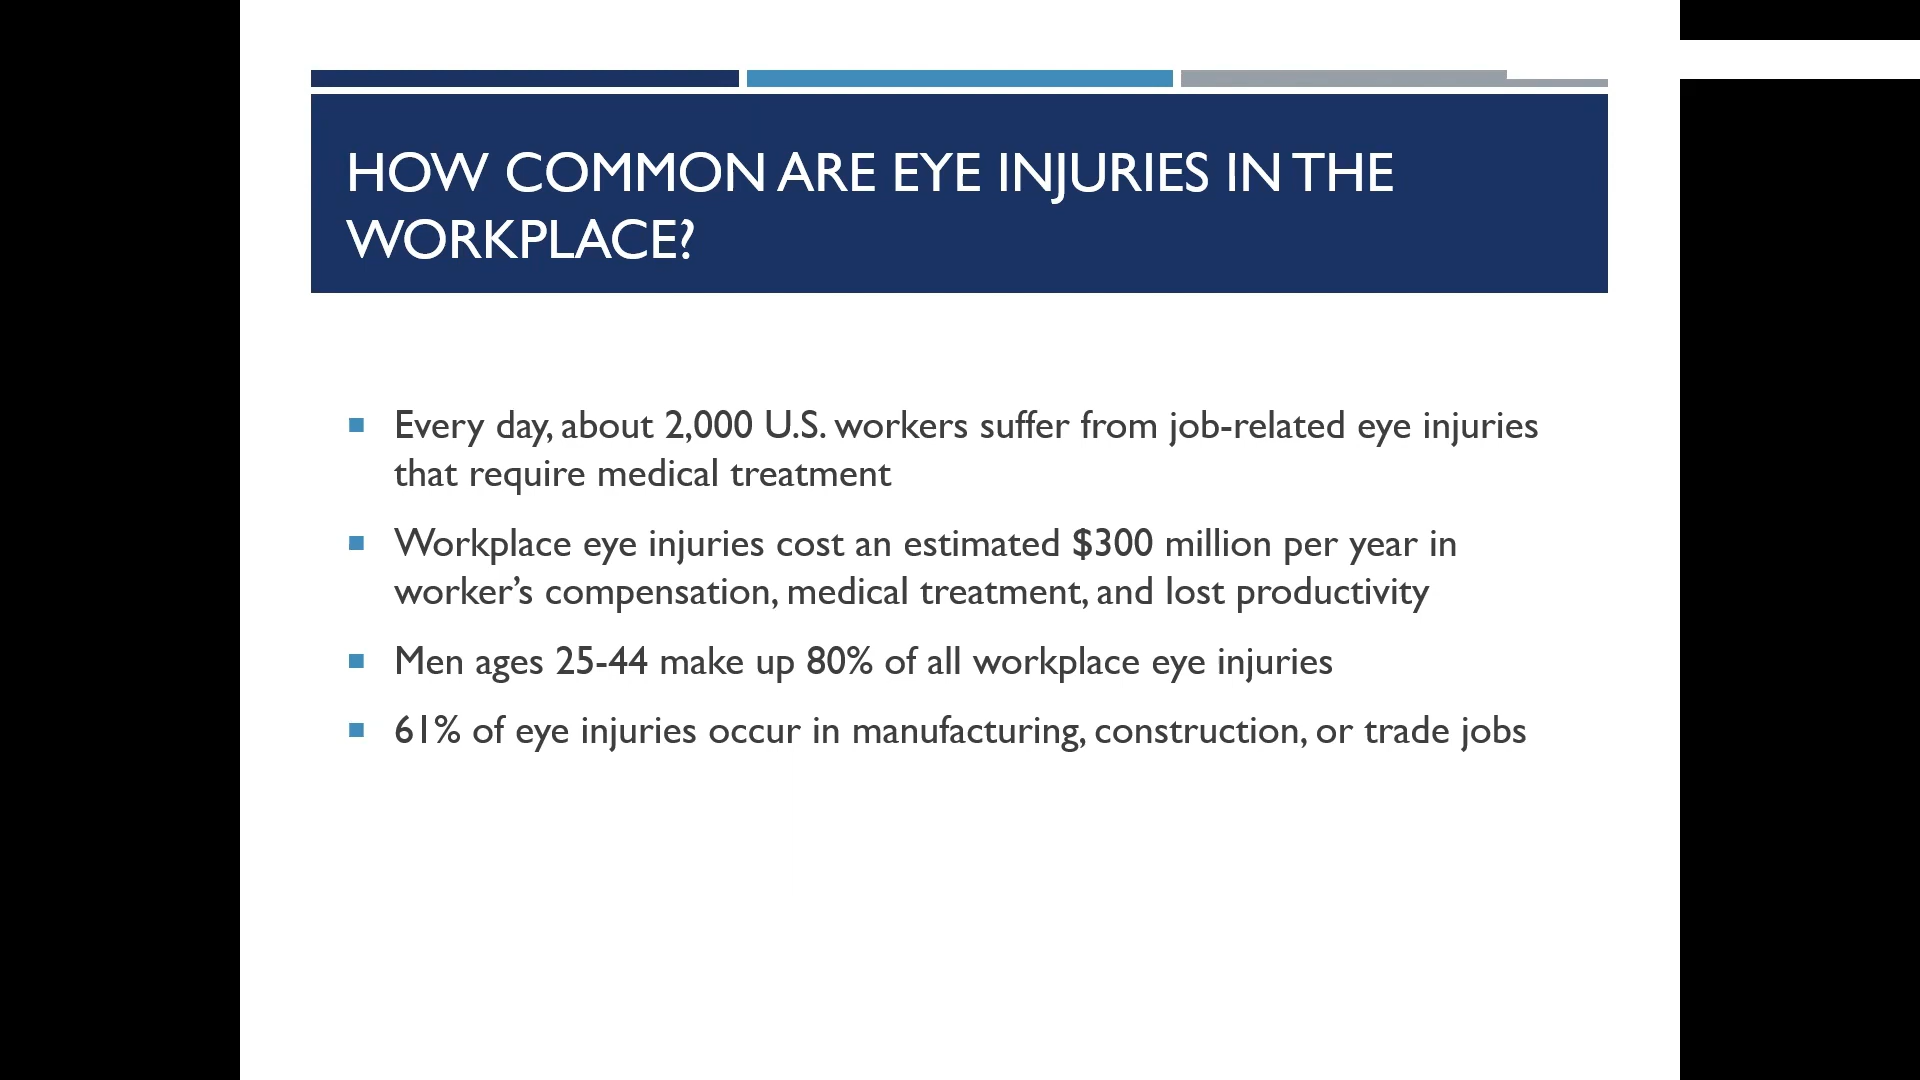 HOW COMMON ARE EYE INJURIES IN THE
WORKPLACE?
Every day, about 2,000 U.S. workers suffer from job-related eye injuries
that require medical treatment
Workplace eye injuries cost an estimated $300 million per year in
worker’s compensation, medical treatment, and lost productivity
Men ages 25-44 make up 80% of all workplace eye injuries
61% of eye injuries occur in manufacturing, construction, or trade jobs